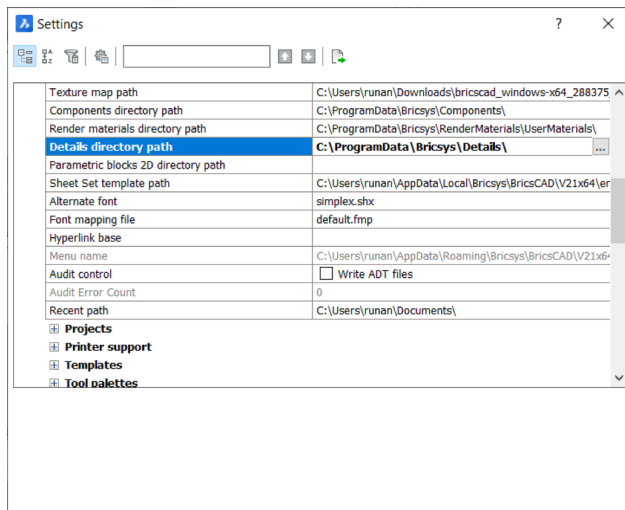 Settings
Texture map path C:\Users\runan\Downloads\bricscad_windows-x64_288375_
Components directory path C:\ProgramData\Bricsys\Components\
Render materials directory path C:\ProgramData\Bricsys\RenderMaterials\UserMaterials\
Details directory path C:\ProgramData\Bricsys\Details\ ...
Parametric blocks 2D directory path
Sheet Set template path C:\Users\runan\AppData\Local\Bricsys\BricsCAD\V21x64\er
Alternate font simplex.shx
Font mapping file default.fmp
Hyperlink base
Menu name C:\Users\runan\AppData\Roaming\Bricsys\BricsCAD\V21x64
Audit control Write ADT files
Audit Error Count 0
Recent path C:\Users\runan\Documents\
Projects
Printer support
Templates
Tool palettes